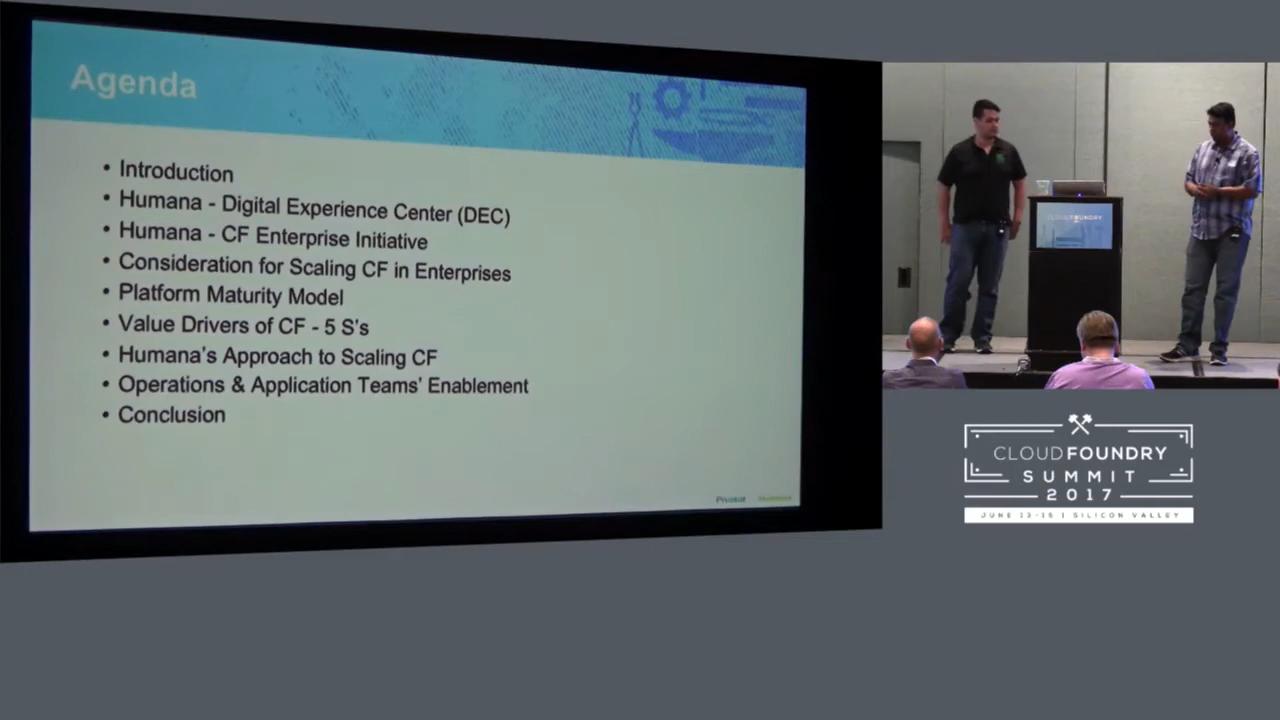 Agenda
• Introduction
• Humana - Digital Experience Center (DEC)
• Humana - CF Enterprise Initiative
• Consideration for Scaling CF in Enterprises
• Platform Maturity Model
• Value Drivers of CF - 5 S's
• Humana's Approach to Scaling CF
• Operations & Application Teams' Enablement
• Conclusion
Pivotal
CLOUDFOUNDRY
CLOUDFOUNDRY
SUMMIT
2017
JUNE 13-15 | SILICON VALLEY